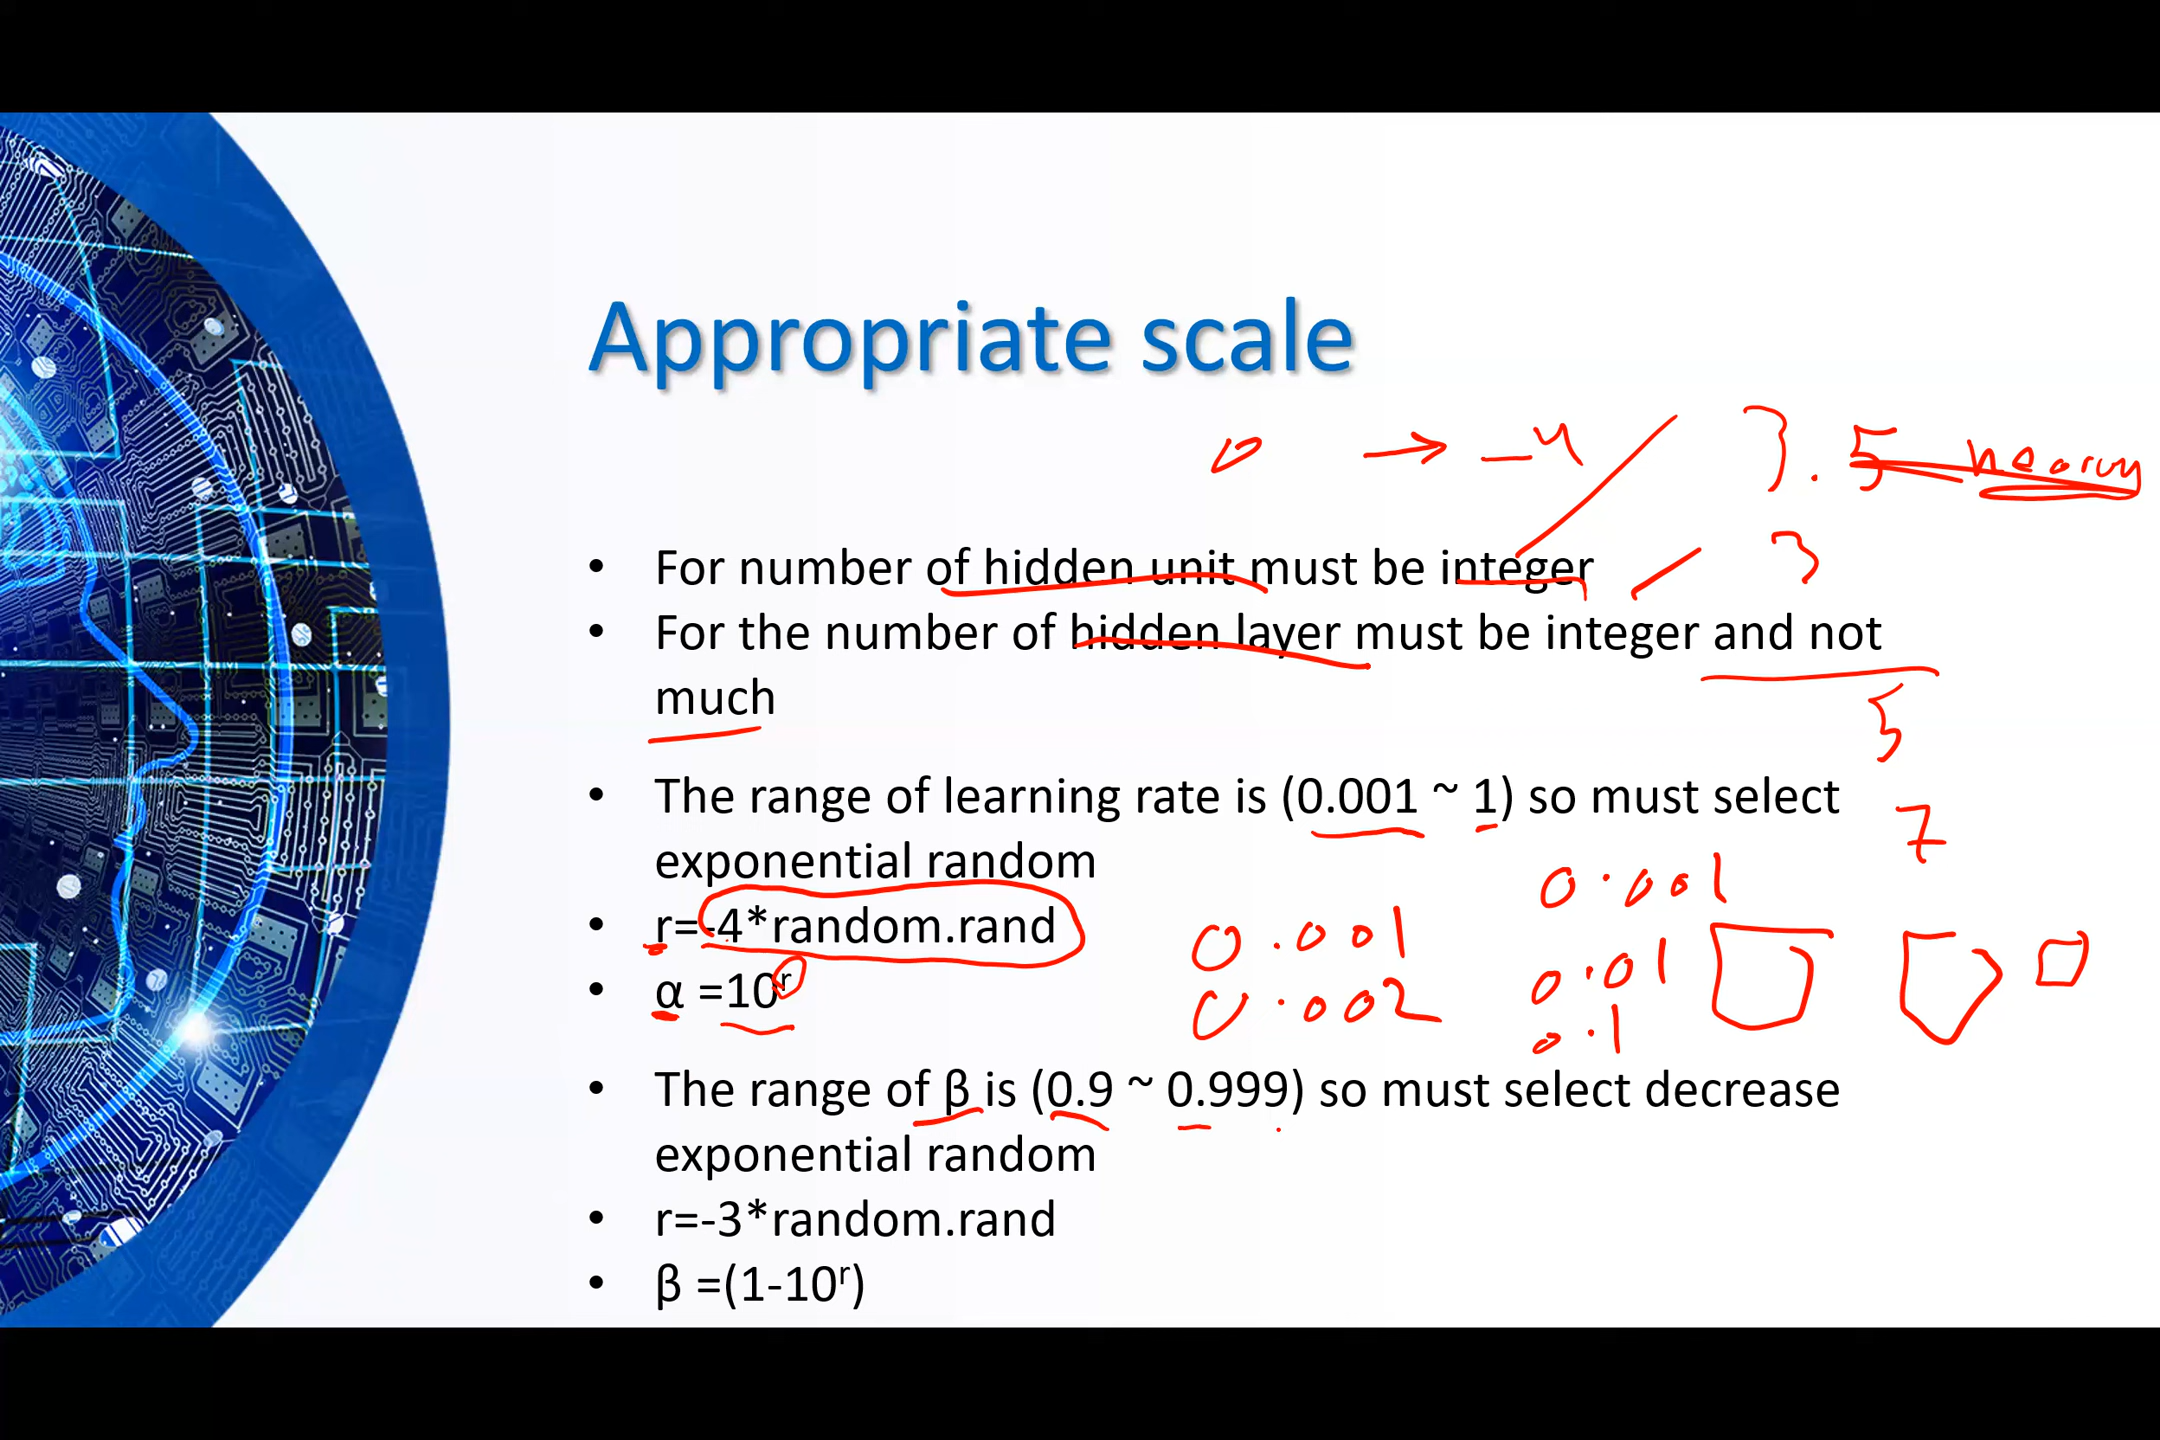 Appropriate scale
0 → -4
3.5 neoron
• For number of hidden unit must be integer
3
• For the number of hidden layer must be integer and not
much
5
• The range of learning rate is (0.001 ~ 1) so must select
7
exponential random
0.001
• r=-4*random.rand
0.001
0.01
• α =10ʳ
0.002
0.1
• The range of β is (0.9 ~ 0.999) so must select decrease
exponential random
• r=-3*random.rand
• β =(1-10ʳ)